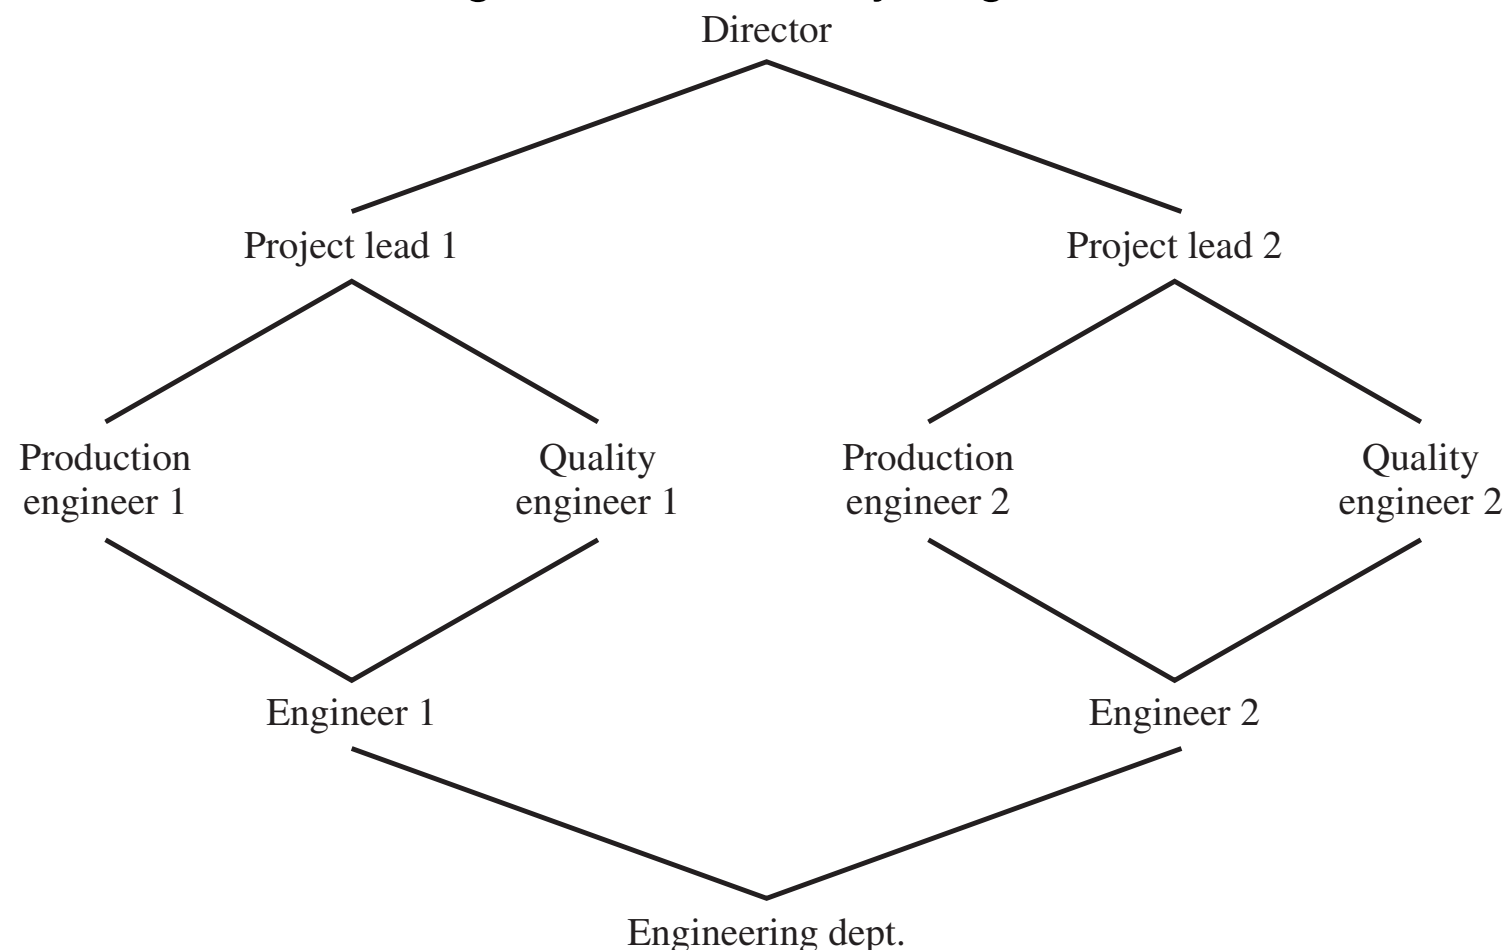 Director
Project lead 1
Project lead 2
Production
engineer 1
Quality
engineer 1
Production
engineer 2
Quality
engineer 2
Engineer 1
Engineer 2
Engineering dept.